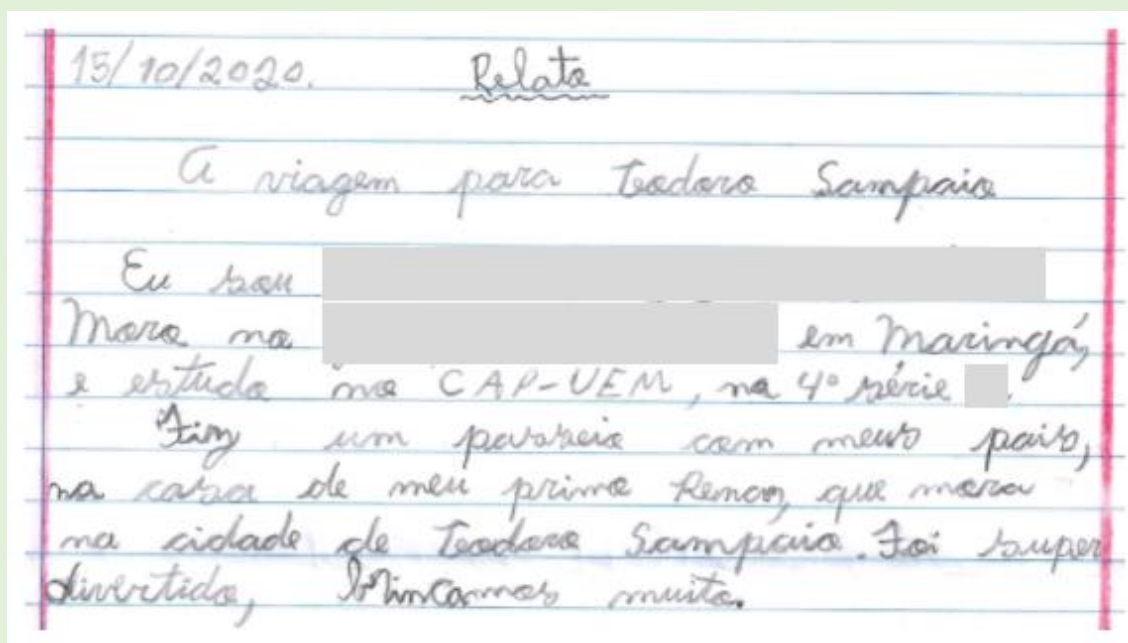 15/10/2020. Relato
A viagem para Teodoro Sampaio
Eu sou
Moro na em Maringá,
e estudo no CAP-UEM, na 4º série .
Fiz um passeio com meus pais,
na casa de meu primo Renan, que mora
na cidade de Teodoro Sampaio. Foi super
divertido, brincamos muito.